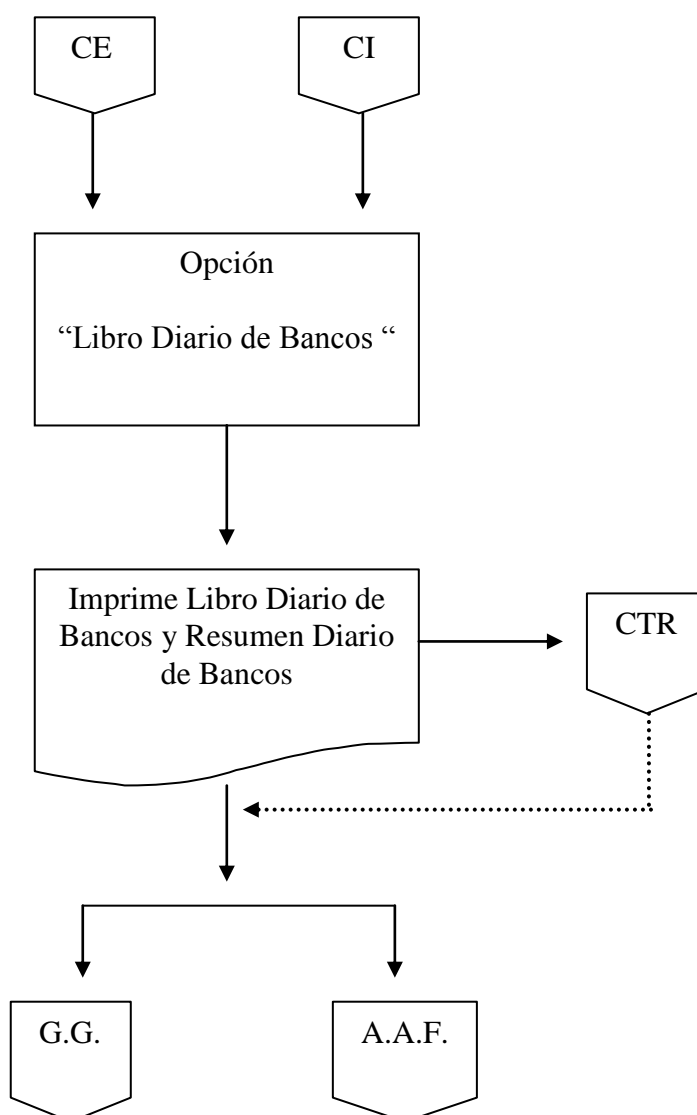 CE
CI
Opción
“Libro Diario de Bancos “
Imprime Libro Diario de
Bancos y Resumen Diario
de Bancos
CTR
G.G.
A.A.F.